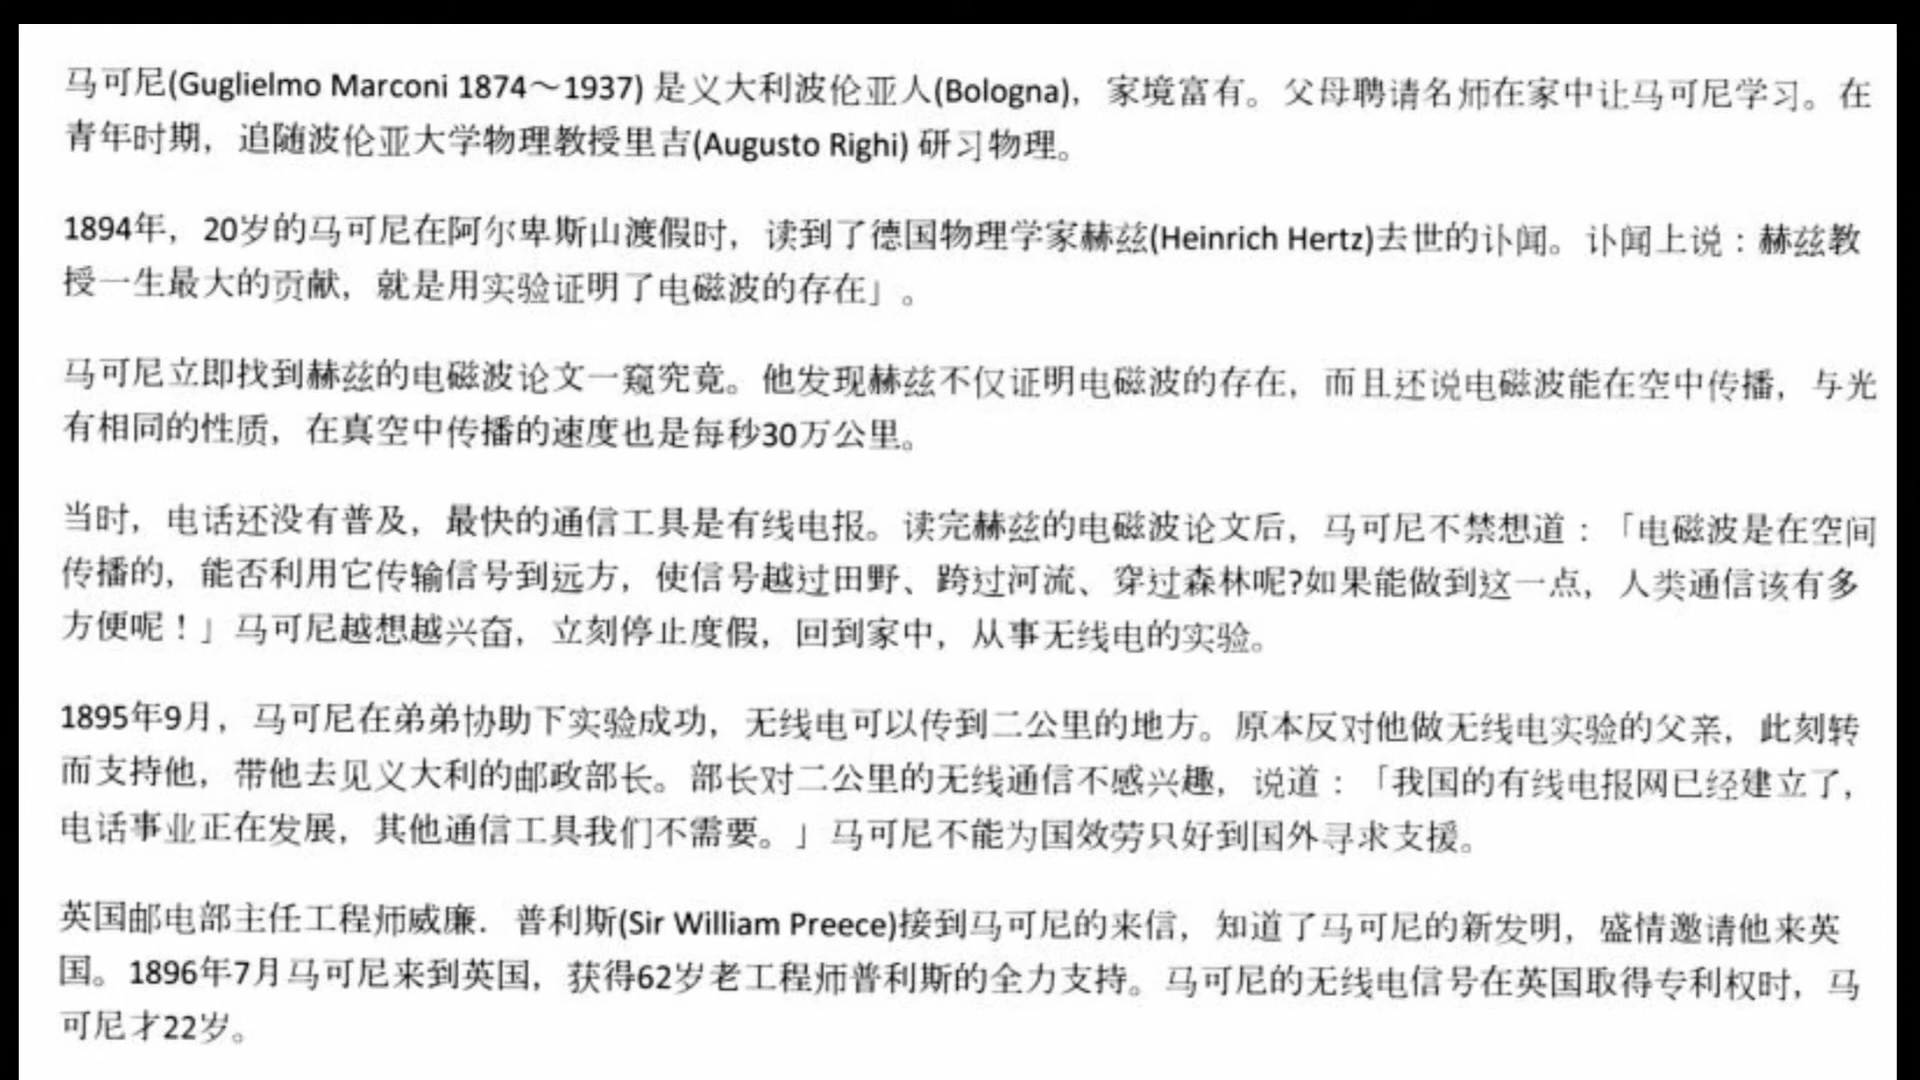 马可尼(Guglielmo Marconi 1874～1937) 是义大利波伦亚人(Bologna)，家境富有。父母聘请名师在家中让马可尼学习。在
青年时期，追随波伦亚大学物理教授里吉(Augusto Righi) 研习物理。
1894年，20岁的马可尼在阿尔卑斯山渡假时，读到了德国物理学家赫兹(Heinrich Hertz)去世的讣闻。讣闻上说：赫兹教
授一生最大的贡献，就是用实验证明了电磁波的存在」。
马可尼立即找到赫兹的电磁波论文一窥究竟。他发现赫兹不仅证明电磁波的存在，而且还说电磁波能在空中传播，与光
有相同的性质，在真空中传播的速度也是每秒30万公里。
当时，电话还没有普及，最快的通信工具是有线电报。读完赫兹的电磁波论文后，马可尼不禁想道：「电磁波是在空间
传播的，能否利用它传输信号到远方，使信号越过田野、跨过河流、穿过森林呢?如果能做到这一点，人类通信该有多
方便呢！」马可尼越想越兴奋，立刻停止度假，回到家中，从事无线电的实验。
1895年9月，马可尼在弟弟协助下实验成功，无线电可以传到二公里的地方。原本反对他做无线电实验的父亲，此刻转
而支持他，带他去见义大利的邮政部长。部长对二公里的无线通信不感兴趣，说道：「我国的有线电报网已经建立了，
电话事业正在发展，其他通信工具我们不需要。」马可尼不能为国效劳只好到国外寻求支援。
英国邮电部主任工程师威廉．普利斯(Sir William Preece)接到马可尼的来信，知道了马可尼的新发明，盛情邀请他来英
国。1896年7月马可尼来到英国，获得62岁老工程师普利斯的全力支持。马可尼的无线电信号在英国取得专利权时，马
可尼才22岁。